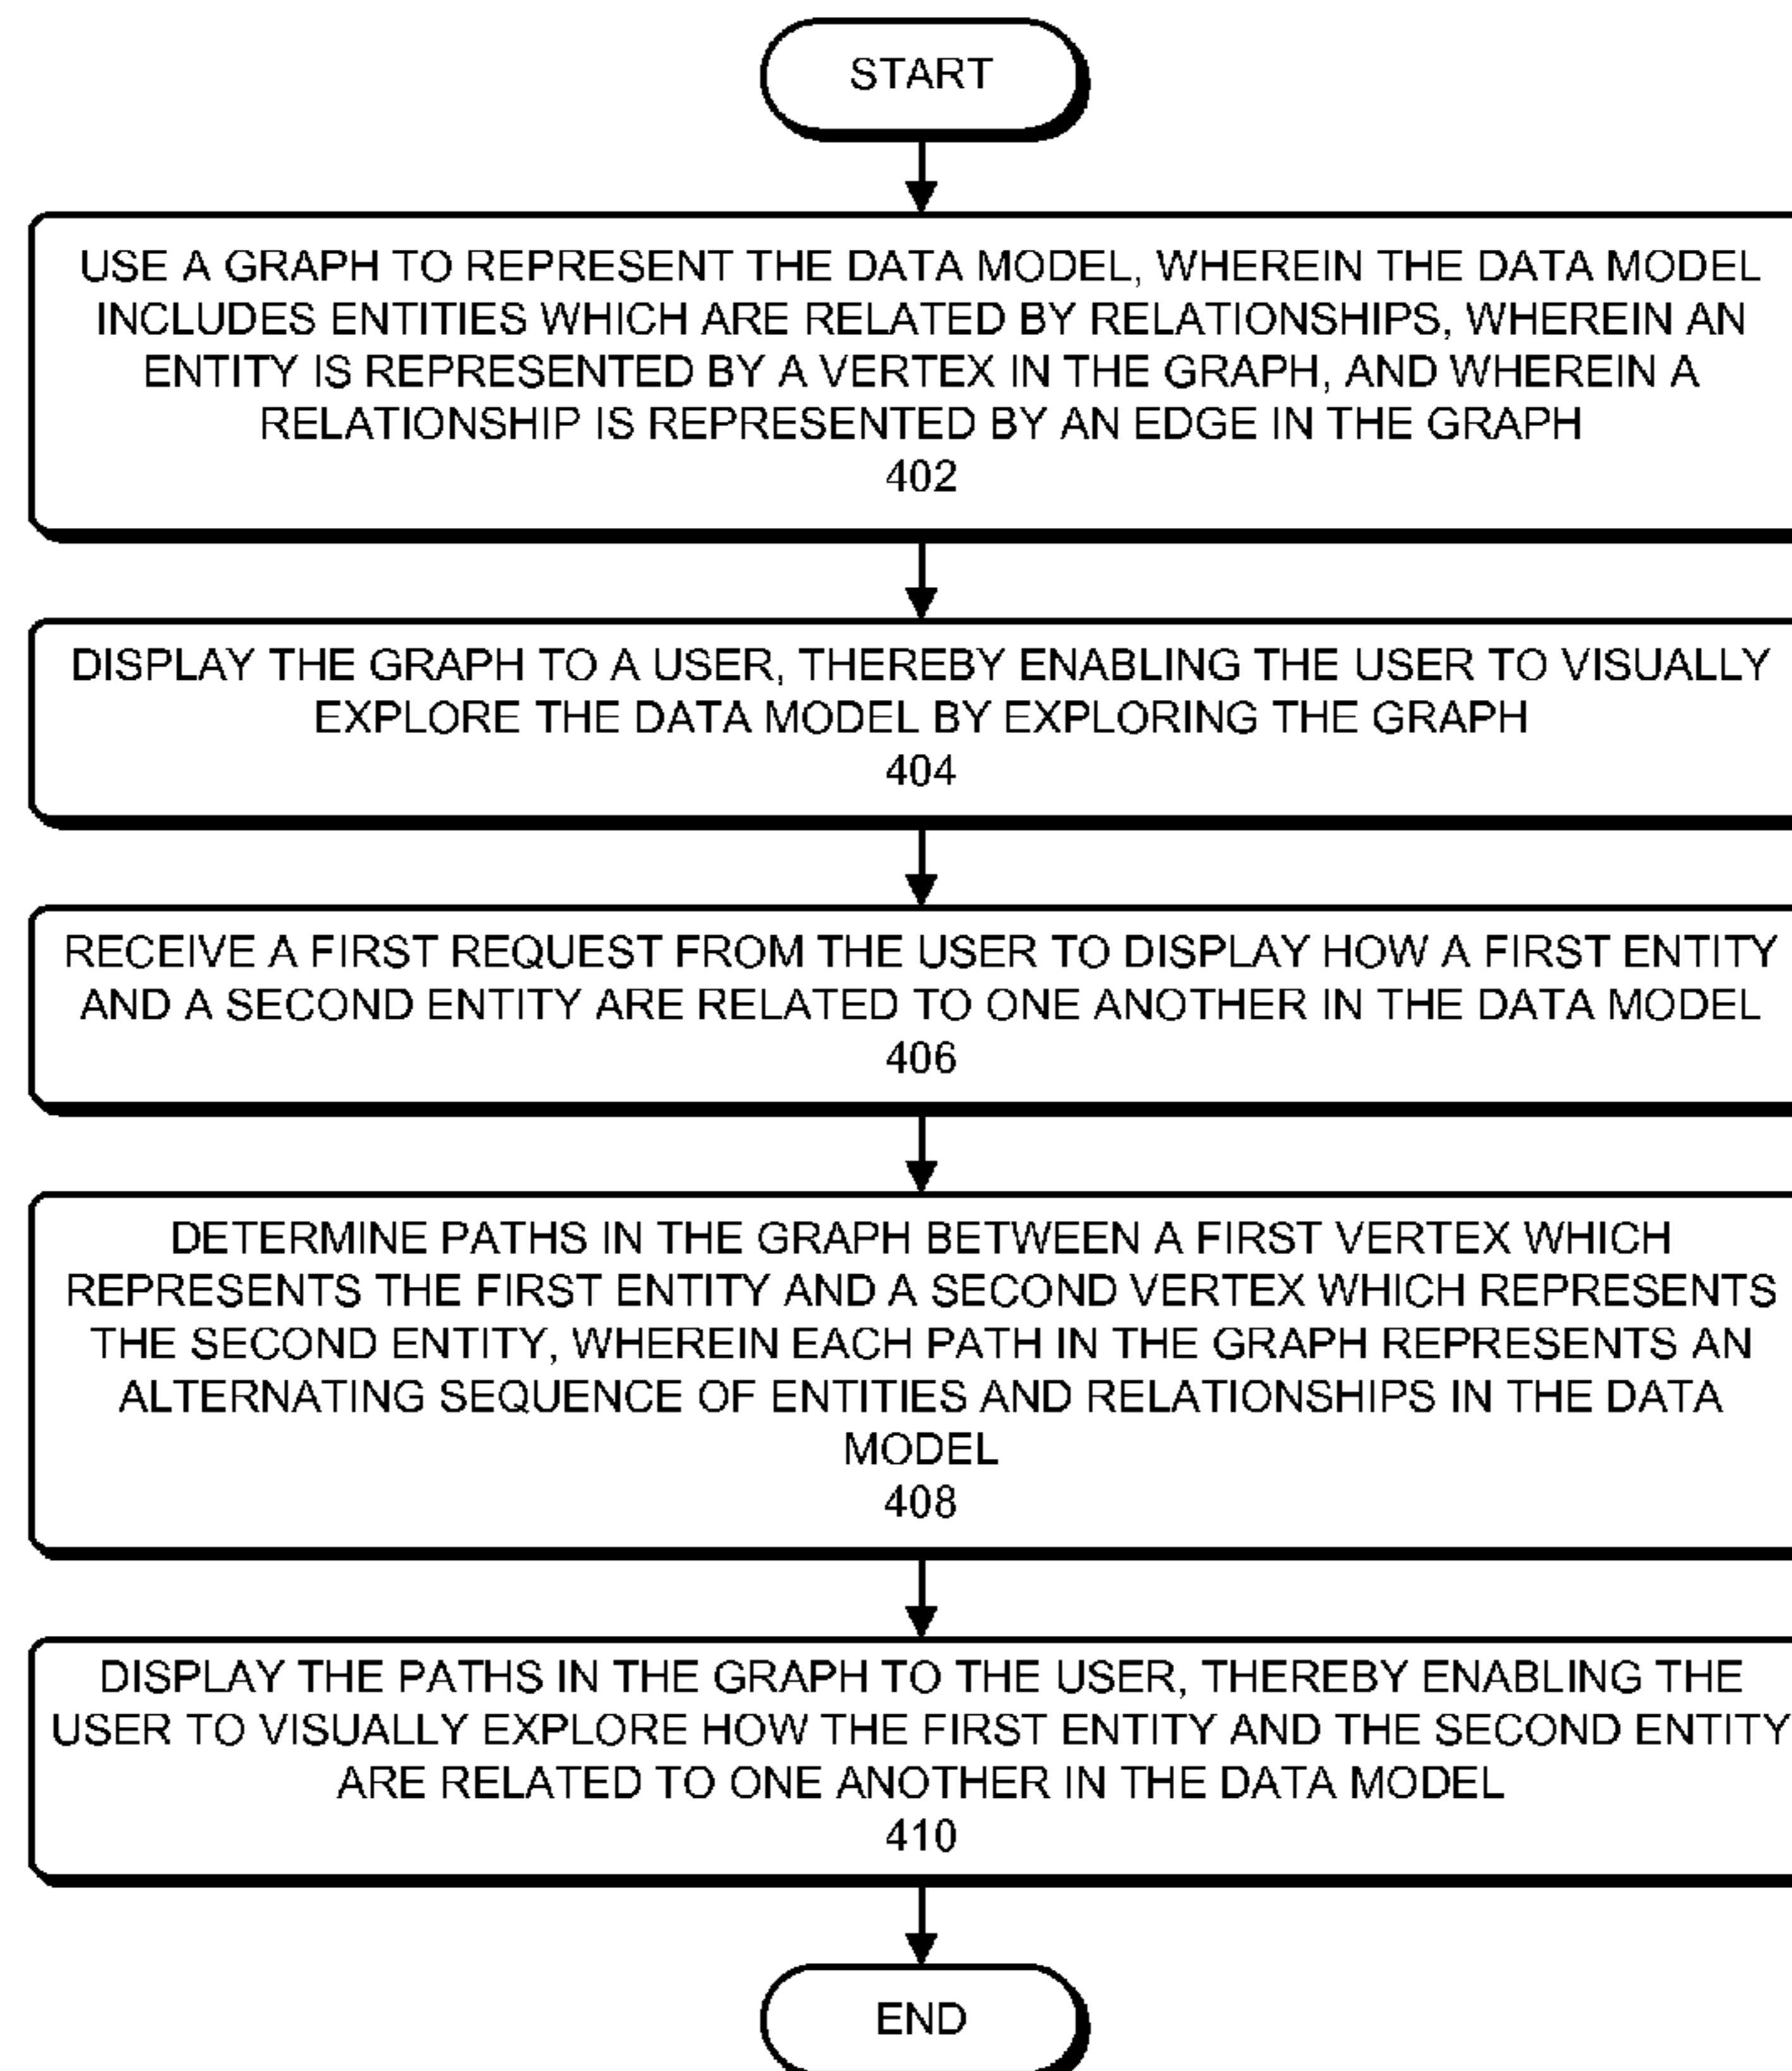 START
USE A GRAPH TO REPRESENT THE DATA MODEL, WHEREIN THE DATA MODEL
INCLUDES ENTITIES WHICH ARE RELATED BY RELATIONSHIPS, WHEREIN AN
ENTITY IS REPRESENTED BY A VERTEX IN THE GRAPH, AND WHEREIN A
RELATIONSHIP IS REPRESENTED BY AN EDGE IN THE GRAPH
402
DISPLAY THE GRAPH TO A USER, THEREBY ENABLING THE USER TO VISUALLY
EXPLORE THE DATA MODEL BY EXPLORING THE GRAPH
404
RECEIVE A FIRST REQUEST FROM THE USER TO DISPLAY HOW A FIRST ENTITY
AND A SECOND ENTITY ARE RELATED TO ONE ANOTHER IN THE DATA MODEL
406
DETERMINE PATHS IN THE GRAPH BETWEEN A FIRST VERTEX WHICH
REPRESENTS THE FIRST ENTITY AND A SECOND VERTEX WHICH REPRESENTS
THE SECOND ENTITY, WHEREIN EACH PATH IN THE GRAPH REPRESENTS AN
ALTERNATING SEQUENCE OF ENTITIES AND RELATIONSHIPS IN THE DATA
MODEL
408
DISPLAY THE PATHS IN THE GRAPH TO THE USER, THEREBY ENABLING THE
USER TO VISUALLY EXPLORE HOW THE FIRST ENTITY AND THE SECOND ENTITY
ARE RELATED TO ONE ANOTHER IN THE DATA MODEL
410
END